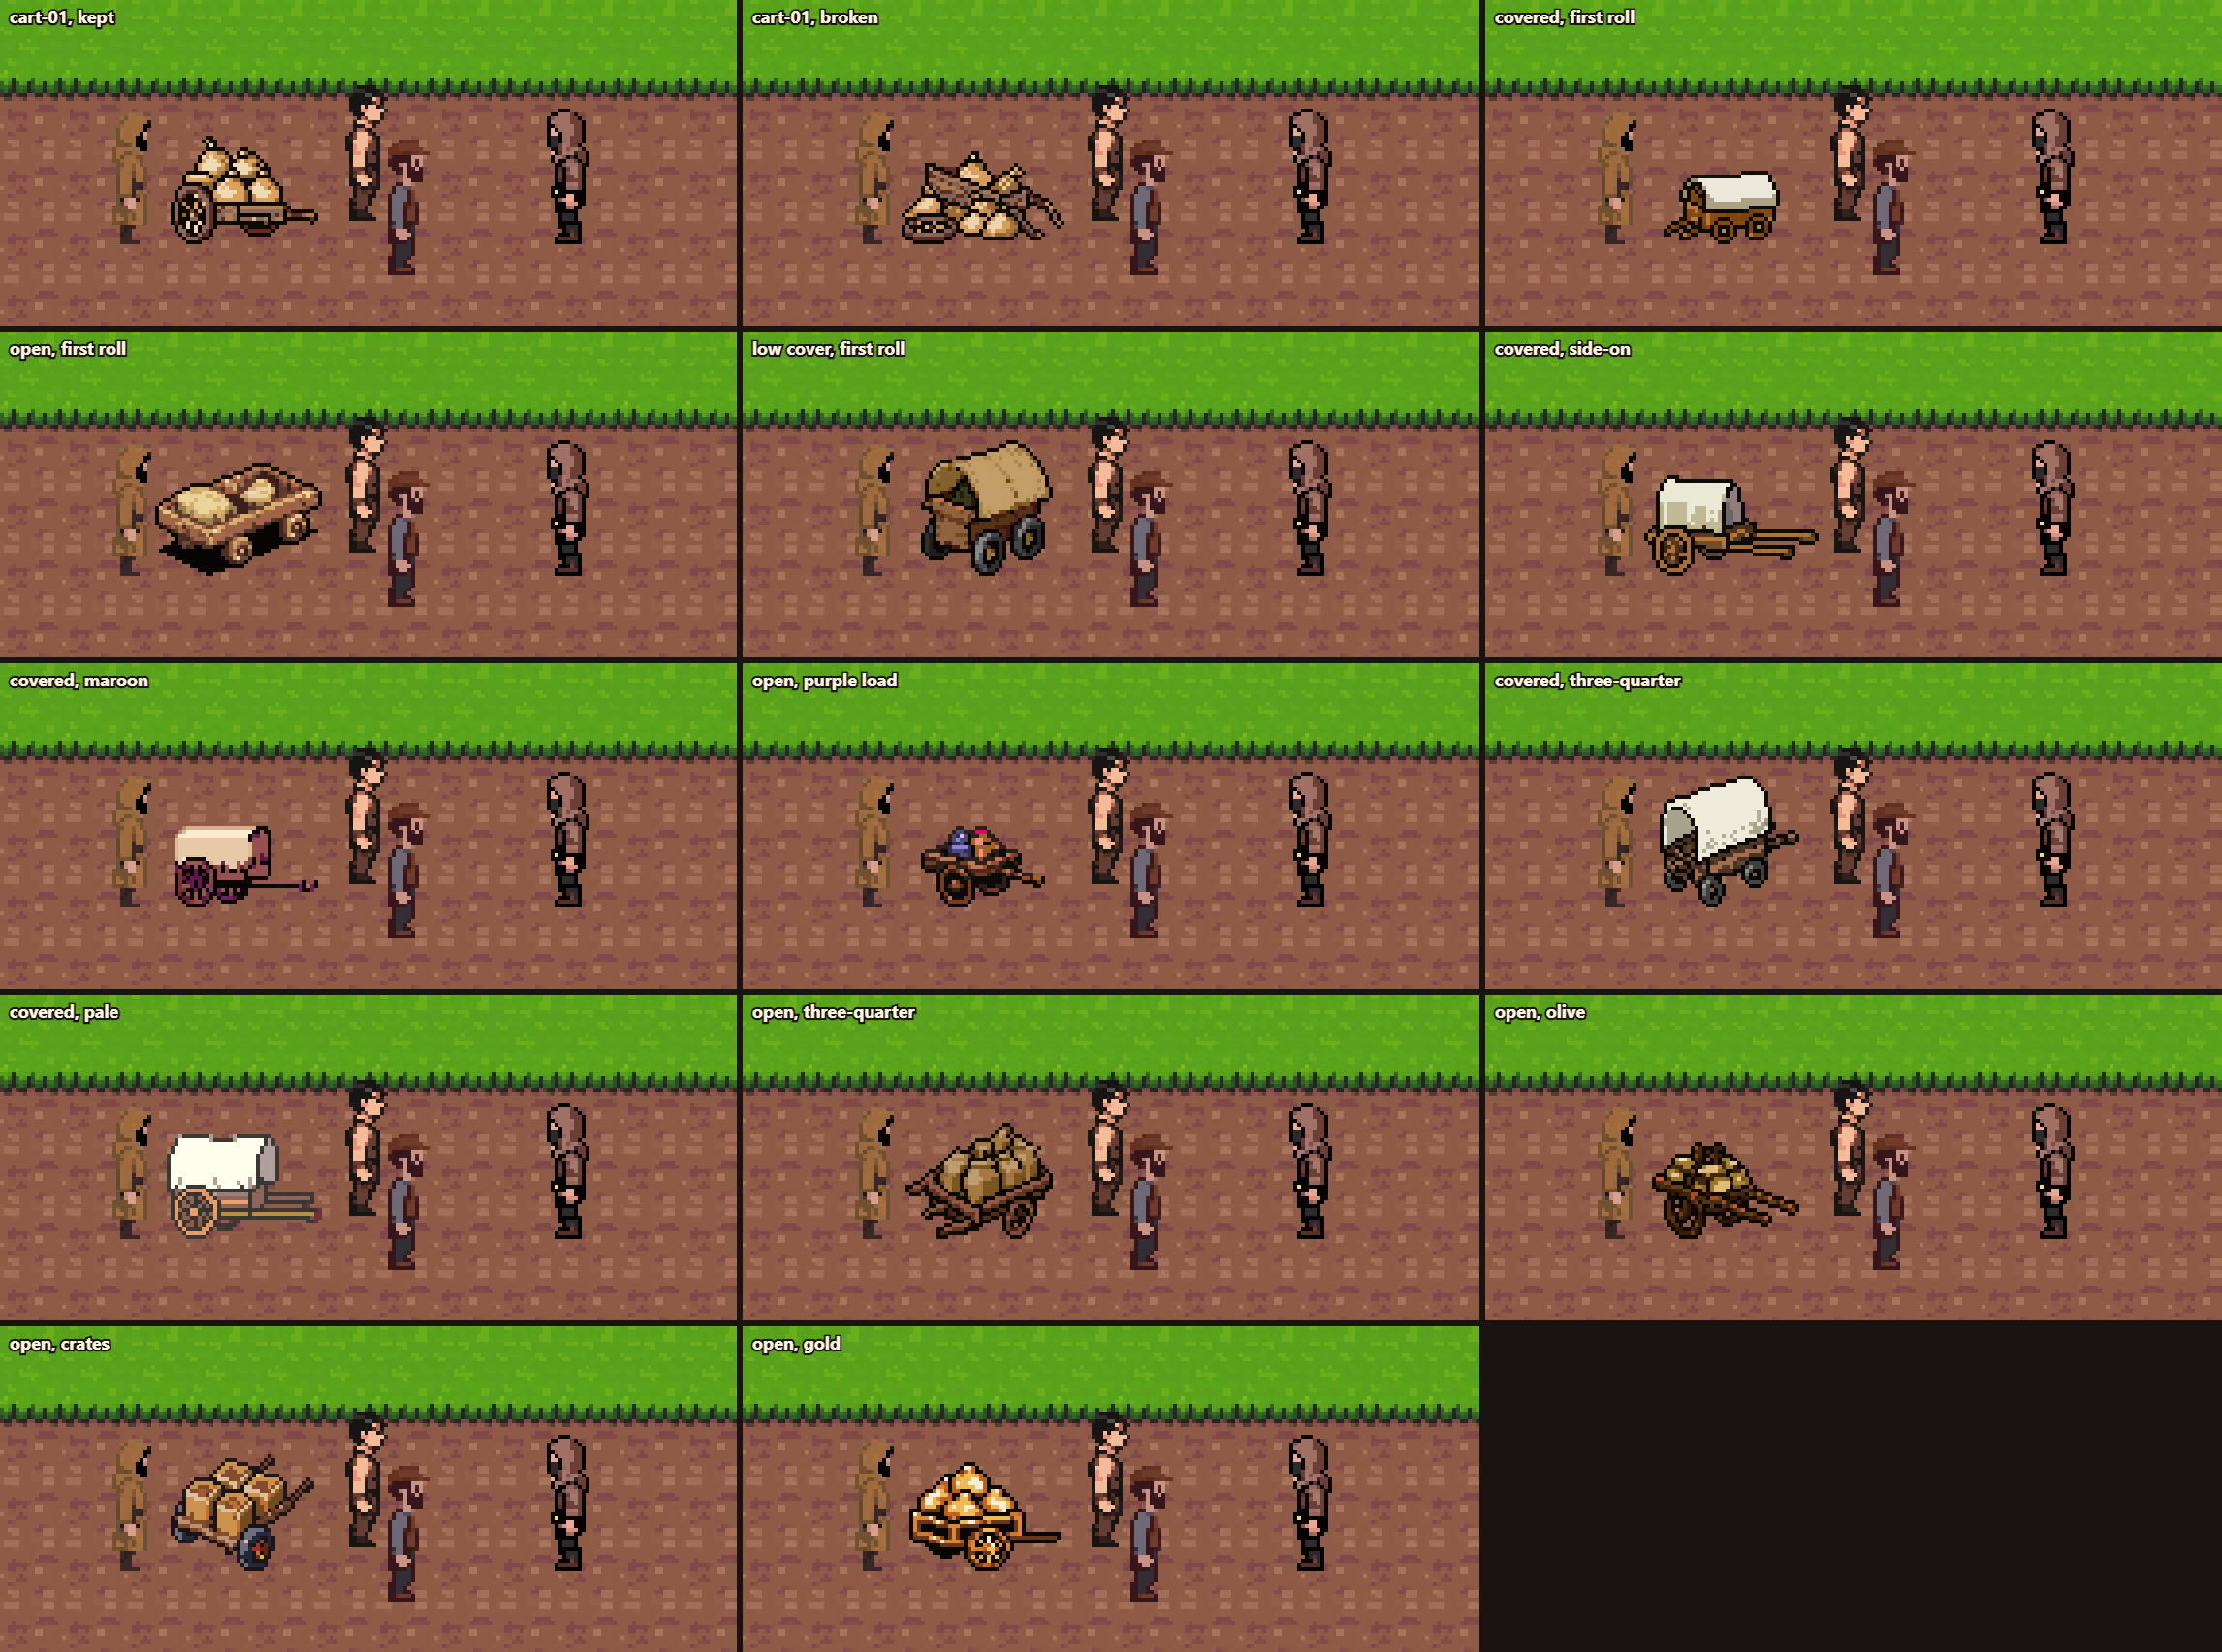 cart-01, kept
cart-01, broken
covered, first roll
open, first roll
low cover, first roll
covered, side-on
covered, maroon
open, purple load
covered, three-quarter
covered, pale
open, three-quarter
open, olive
open, crates
open, gold